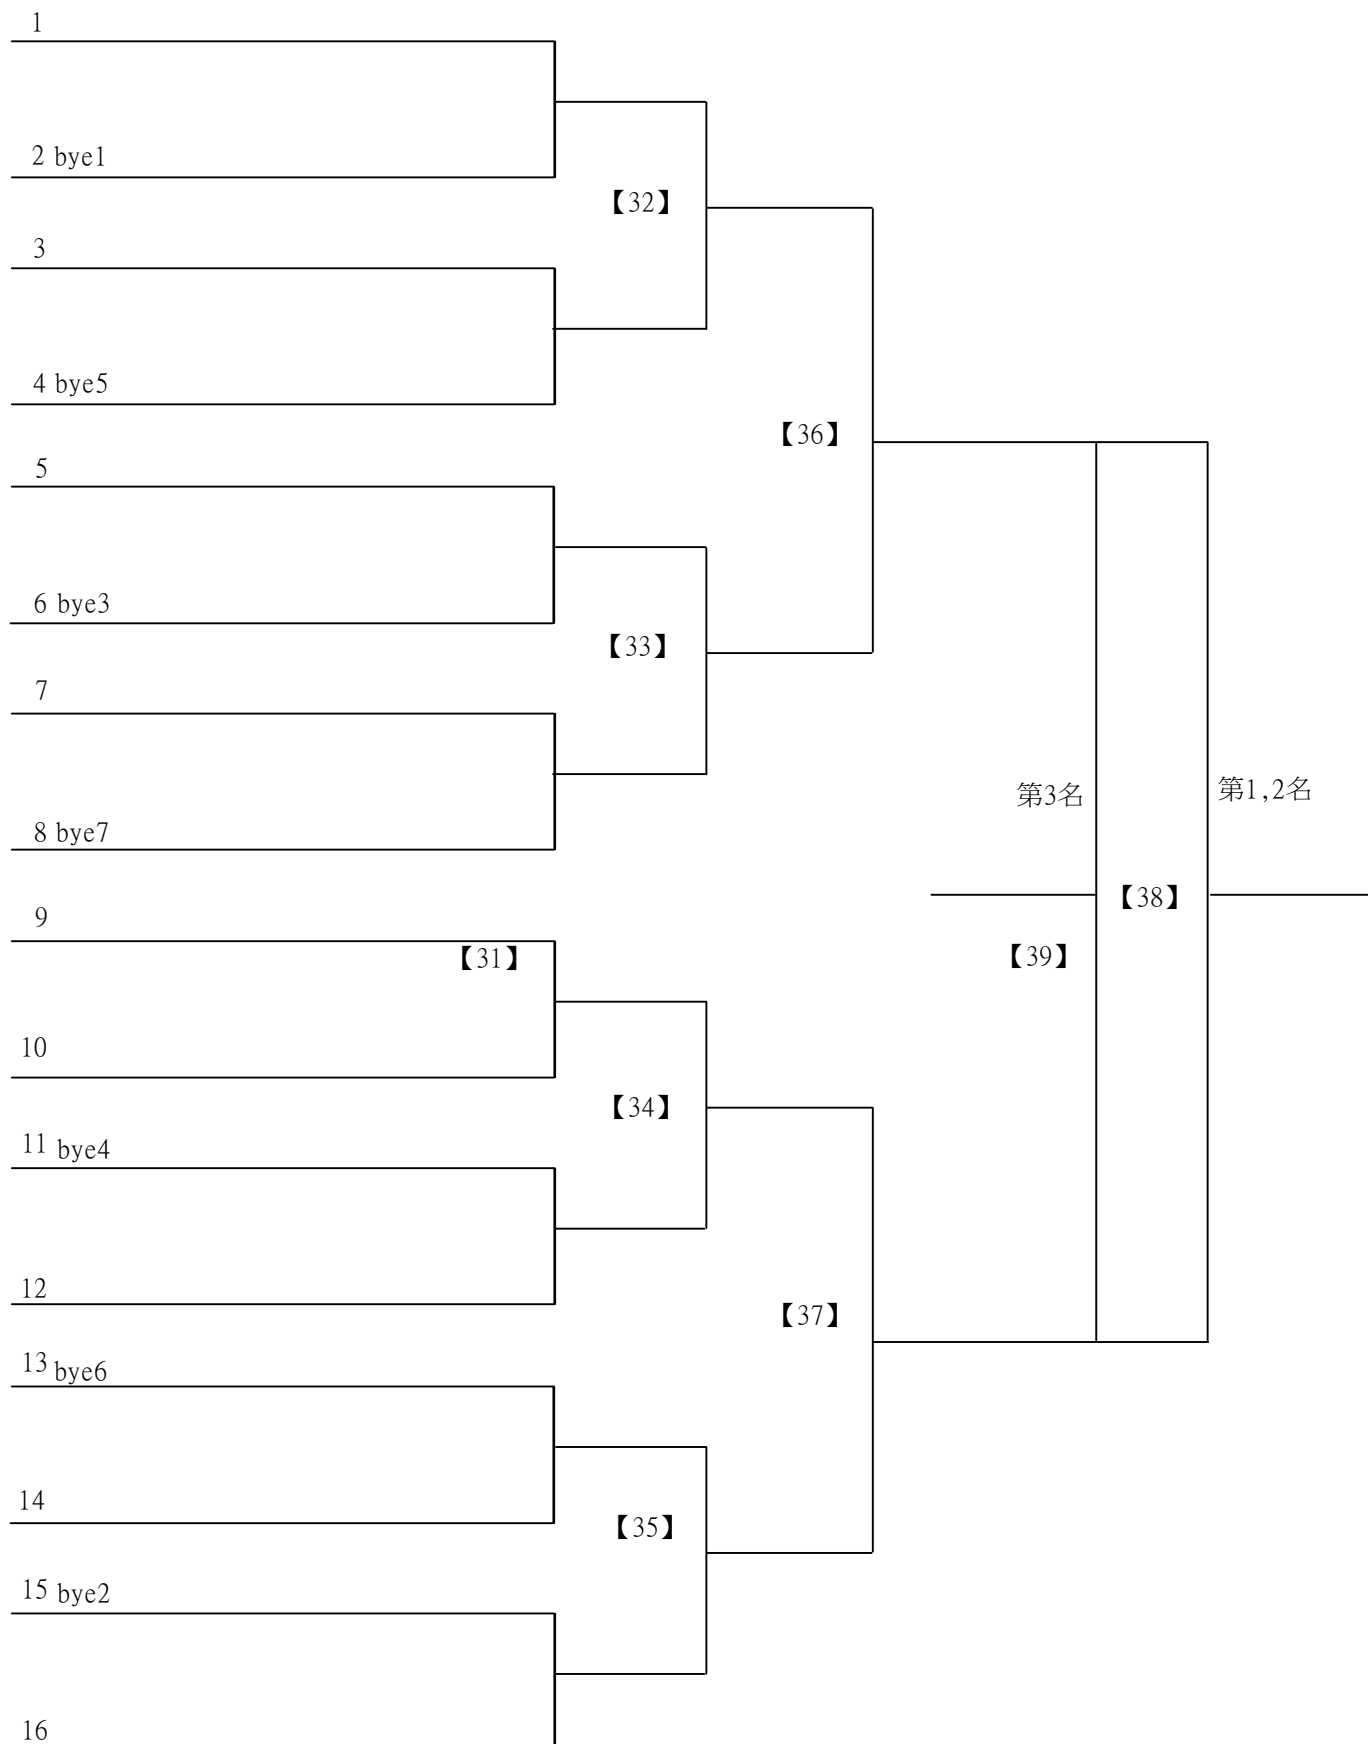 1
2 bye1
【32】
3
4 bye5
【36】
5
6 bye3
【33】
7
第3名
第1,2名
8 bye7
【38】
9
【31】
【39】
10
【34】
11 bye4
12
【37】
13 bye6
14
【35】
15 bye2
16